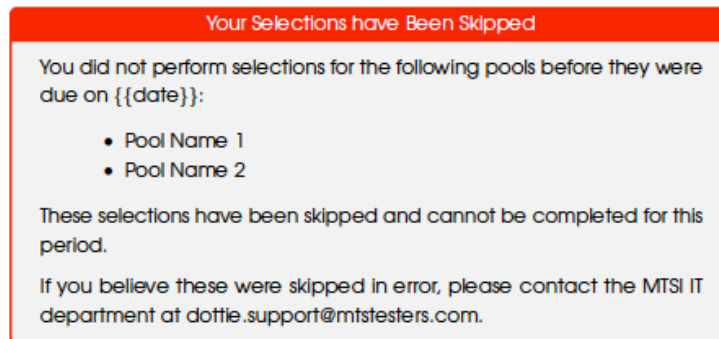 Your Selections have Been Skipped
You did not perform selections for the following pools before they were
due on {{date}}:
• Pool Name 1
• Pool Name 2
These selections have been skipped and cannot be completed for this
period.
If you believe these were skipped in error, please contact the MTSI IT
department at dottie.support@mtstesters.com.